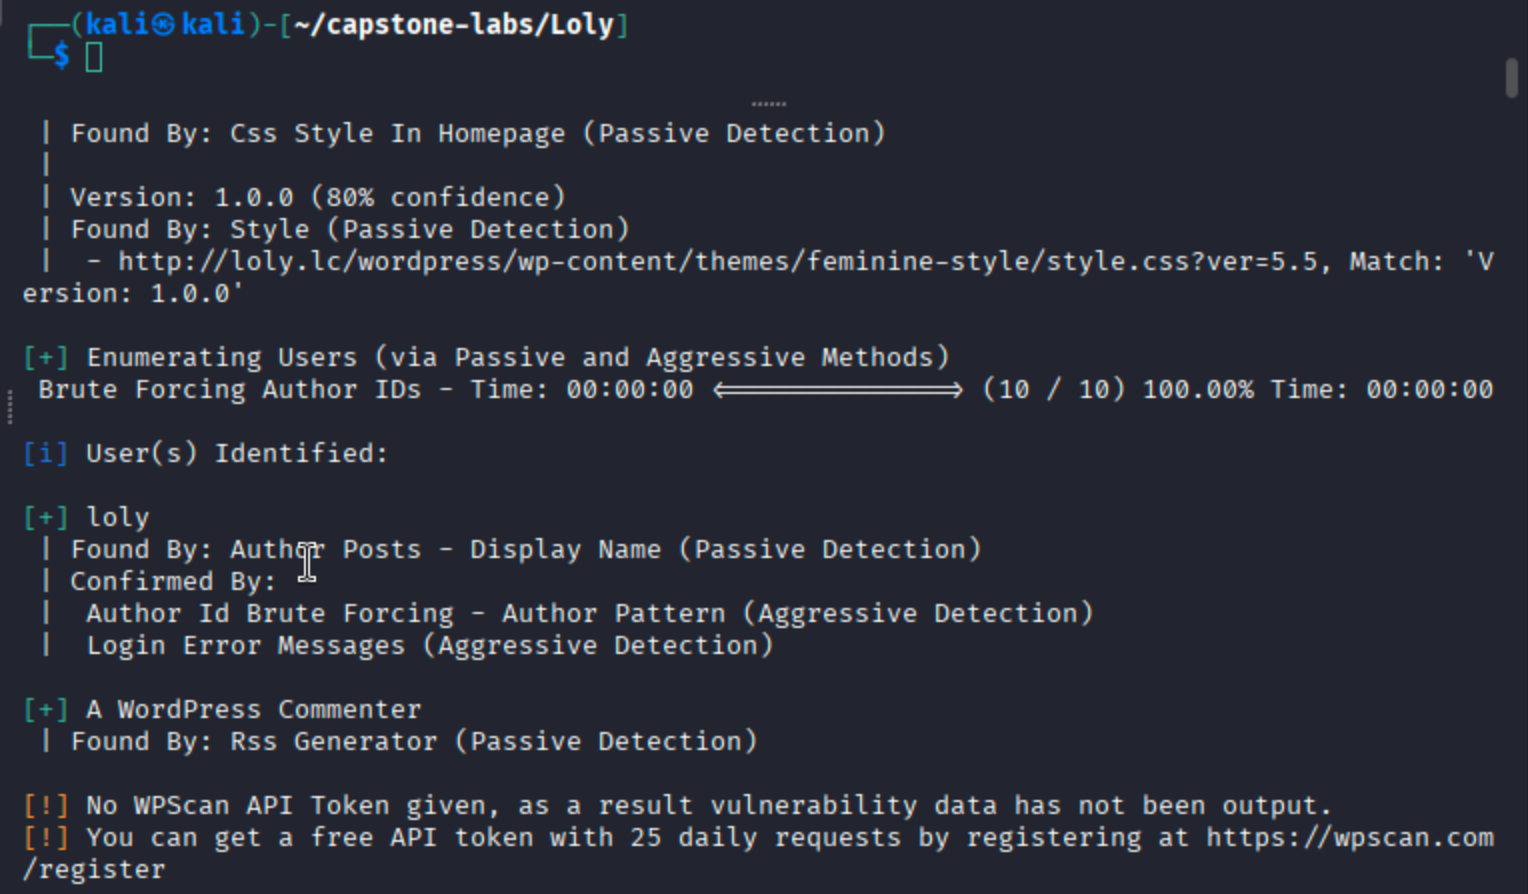 ┌──(kali㉿kali)-[~/capstone-labs/Loly]
└─$
| Found By: Css Style In Homepage (Passive Detection)
|
| Version: 1.0.0 (80% confidence)
| Found By: Style (Passive Detection)
|  - http://loly.lc/wordpress/wp-content/themes/feminine-style/style.css?ver=5.5, Match: 'V
ersion: 1.0.0'
[+] Enumerating Users (via Passive and Aggressive Methods)
Brute Forcing Author IDs - Time: 00:00:00 <==============> (10 / 10) 100.00% Time: 00:00:00
[i] User(s) Identified:
[+] loly
| Found By: Author Posts - Display Name (Passive Detection)
| Confirmed By:
|  Author Id Brute Forcing - Author Pattern (Aggressive Detection)
|  Login Error Messages (Aggressive Detection)
[+] A WordPress Commenter
| Found By: Rss Generator (Passive Detection)
[!] No WPScan API Token given, as a result vulnerability data has not been output.
[!] You can get a free API token with 25 daily requests by registering at https://wpscan.com
/register